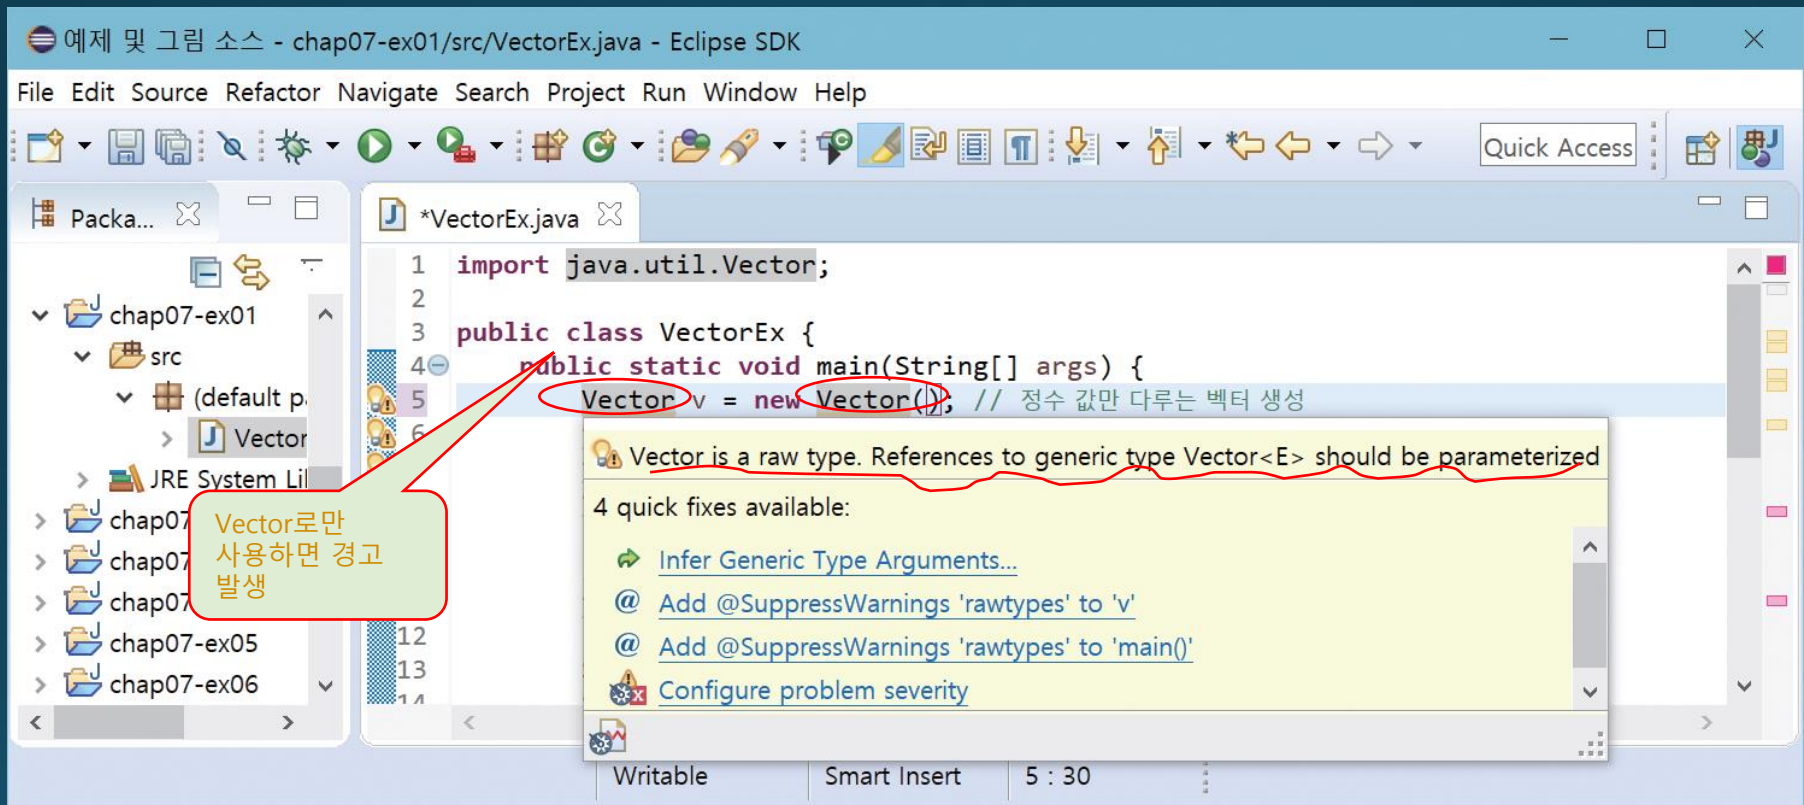 예제 및 그림 소스 - chap07-ex01/src/VectorEx.java - Eclipse SDK
File Edit Source Refactor Navigate Search Project Run Window Help
Quick Access
Packa...
*VectorEx.java
chap07-ex01
src
(default p
Vector
JRE System Li
chap07
chap07
chap07
chap07-ex05
chap07-ex06
1 import java.util.Vector;
2
3 public class VectorEx {
4 public static void main(String[] args) {
5 Vector v = new Vector(); // 정수 값만 다루는 벡터 생성
6
12
13
14
Vector로만
사용하면 경고
발생
Vector is a raw type. References to generic type Vector<E> should be parameterized
4 quick fixes available:
Infer Generic Type Arguments...
@ Add @SuppressWarnings 'rawtypes' to 'v'
@ Add @SuppressWarnings 'rawtypes' to 'main()'
Configure problem severity
Writable Smart Insert 5 : 30